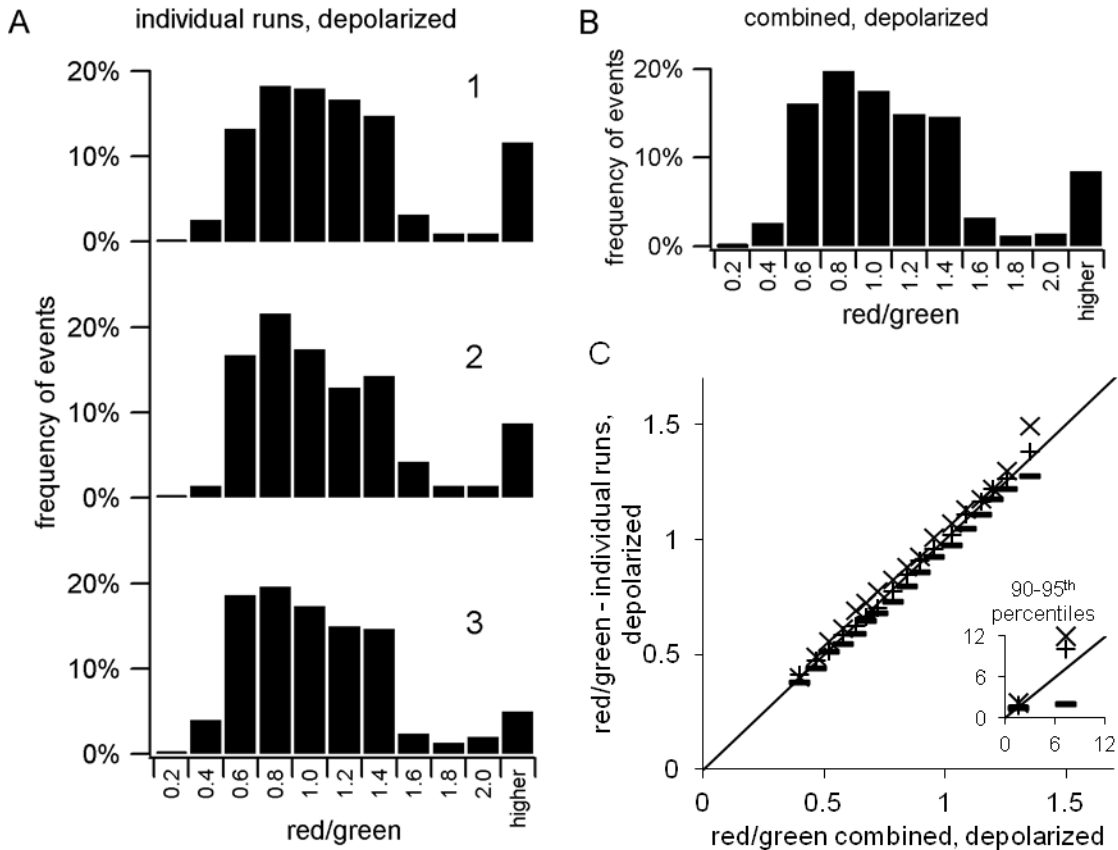 A
individual runs, depolarized
frequency of events
20%
10%
0%
1
20%
10%
0%
2
20%
10%
0%
3
0.2 0.4 0.6 0.8 1.0 1.2 1.4 1.6 1.8 2.0 higher
red/green
B
combined, depolarized
frequency of events
20%
10%
0%
0.2 0.4 0.6 0.8 1.0 1.2 1.4 1.6 1.8 2.0 higher
red/green
C
red/green - individual runs,
depolarized
1.5
1
0.5
0
0 0.5 1 1.5
red/green combined, depolarized
90-95th
percentiles
12
6
0
0 6 12